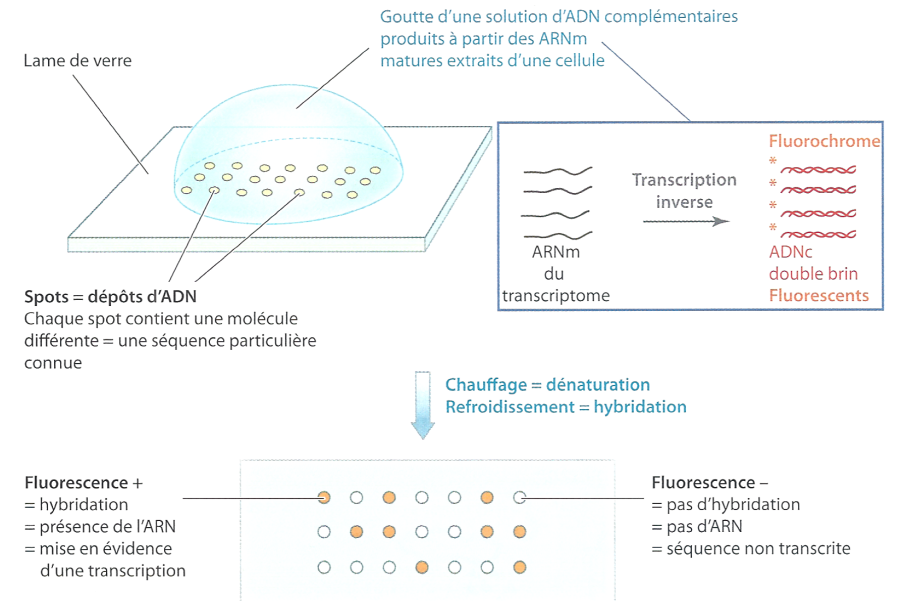 Goutte d'une solution d'ADN complémentaires
produits à partir des ARNm
matures extraits d'une cellule
Lame de verre
Fluorochrome
*
*
*
*
Transcription
inverse
ARNm
du
transcriptome
ADNc
double brin
Fluorescents
Spots = dépôts d'ADN
Chaque spot contient une molécule
différente = une séquence particulière
connue
Chauffage = dénaturation
Refroidissement = hybridation
Fluorescence +
= hybridation
= présence de l'ARN
= mise en évidence
d'une transcription
Fluorescence –
= pas d'hybridation
= pas d'ARN
= séquence non transcrite